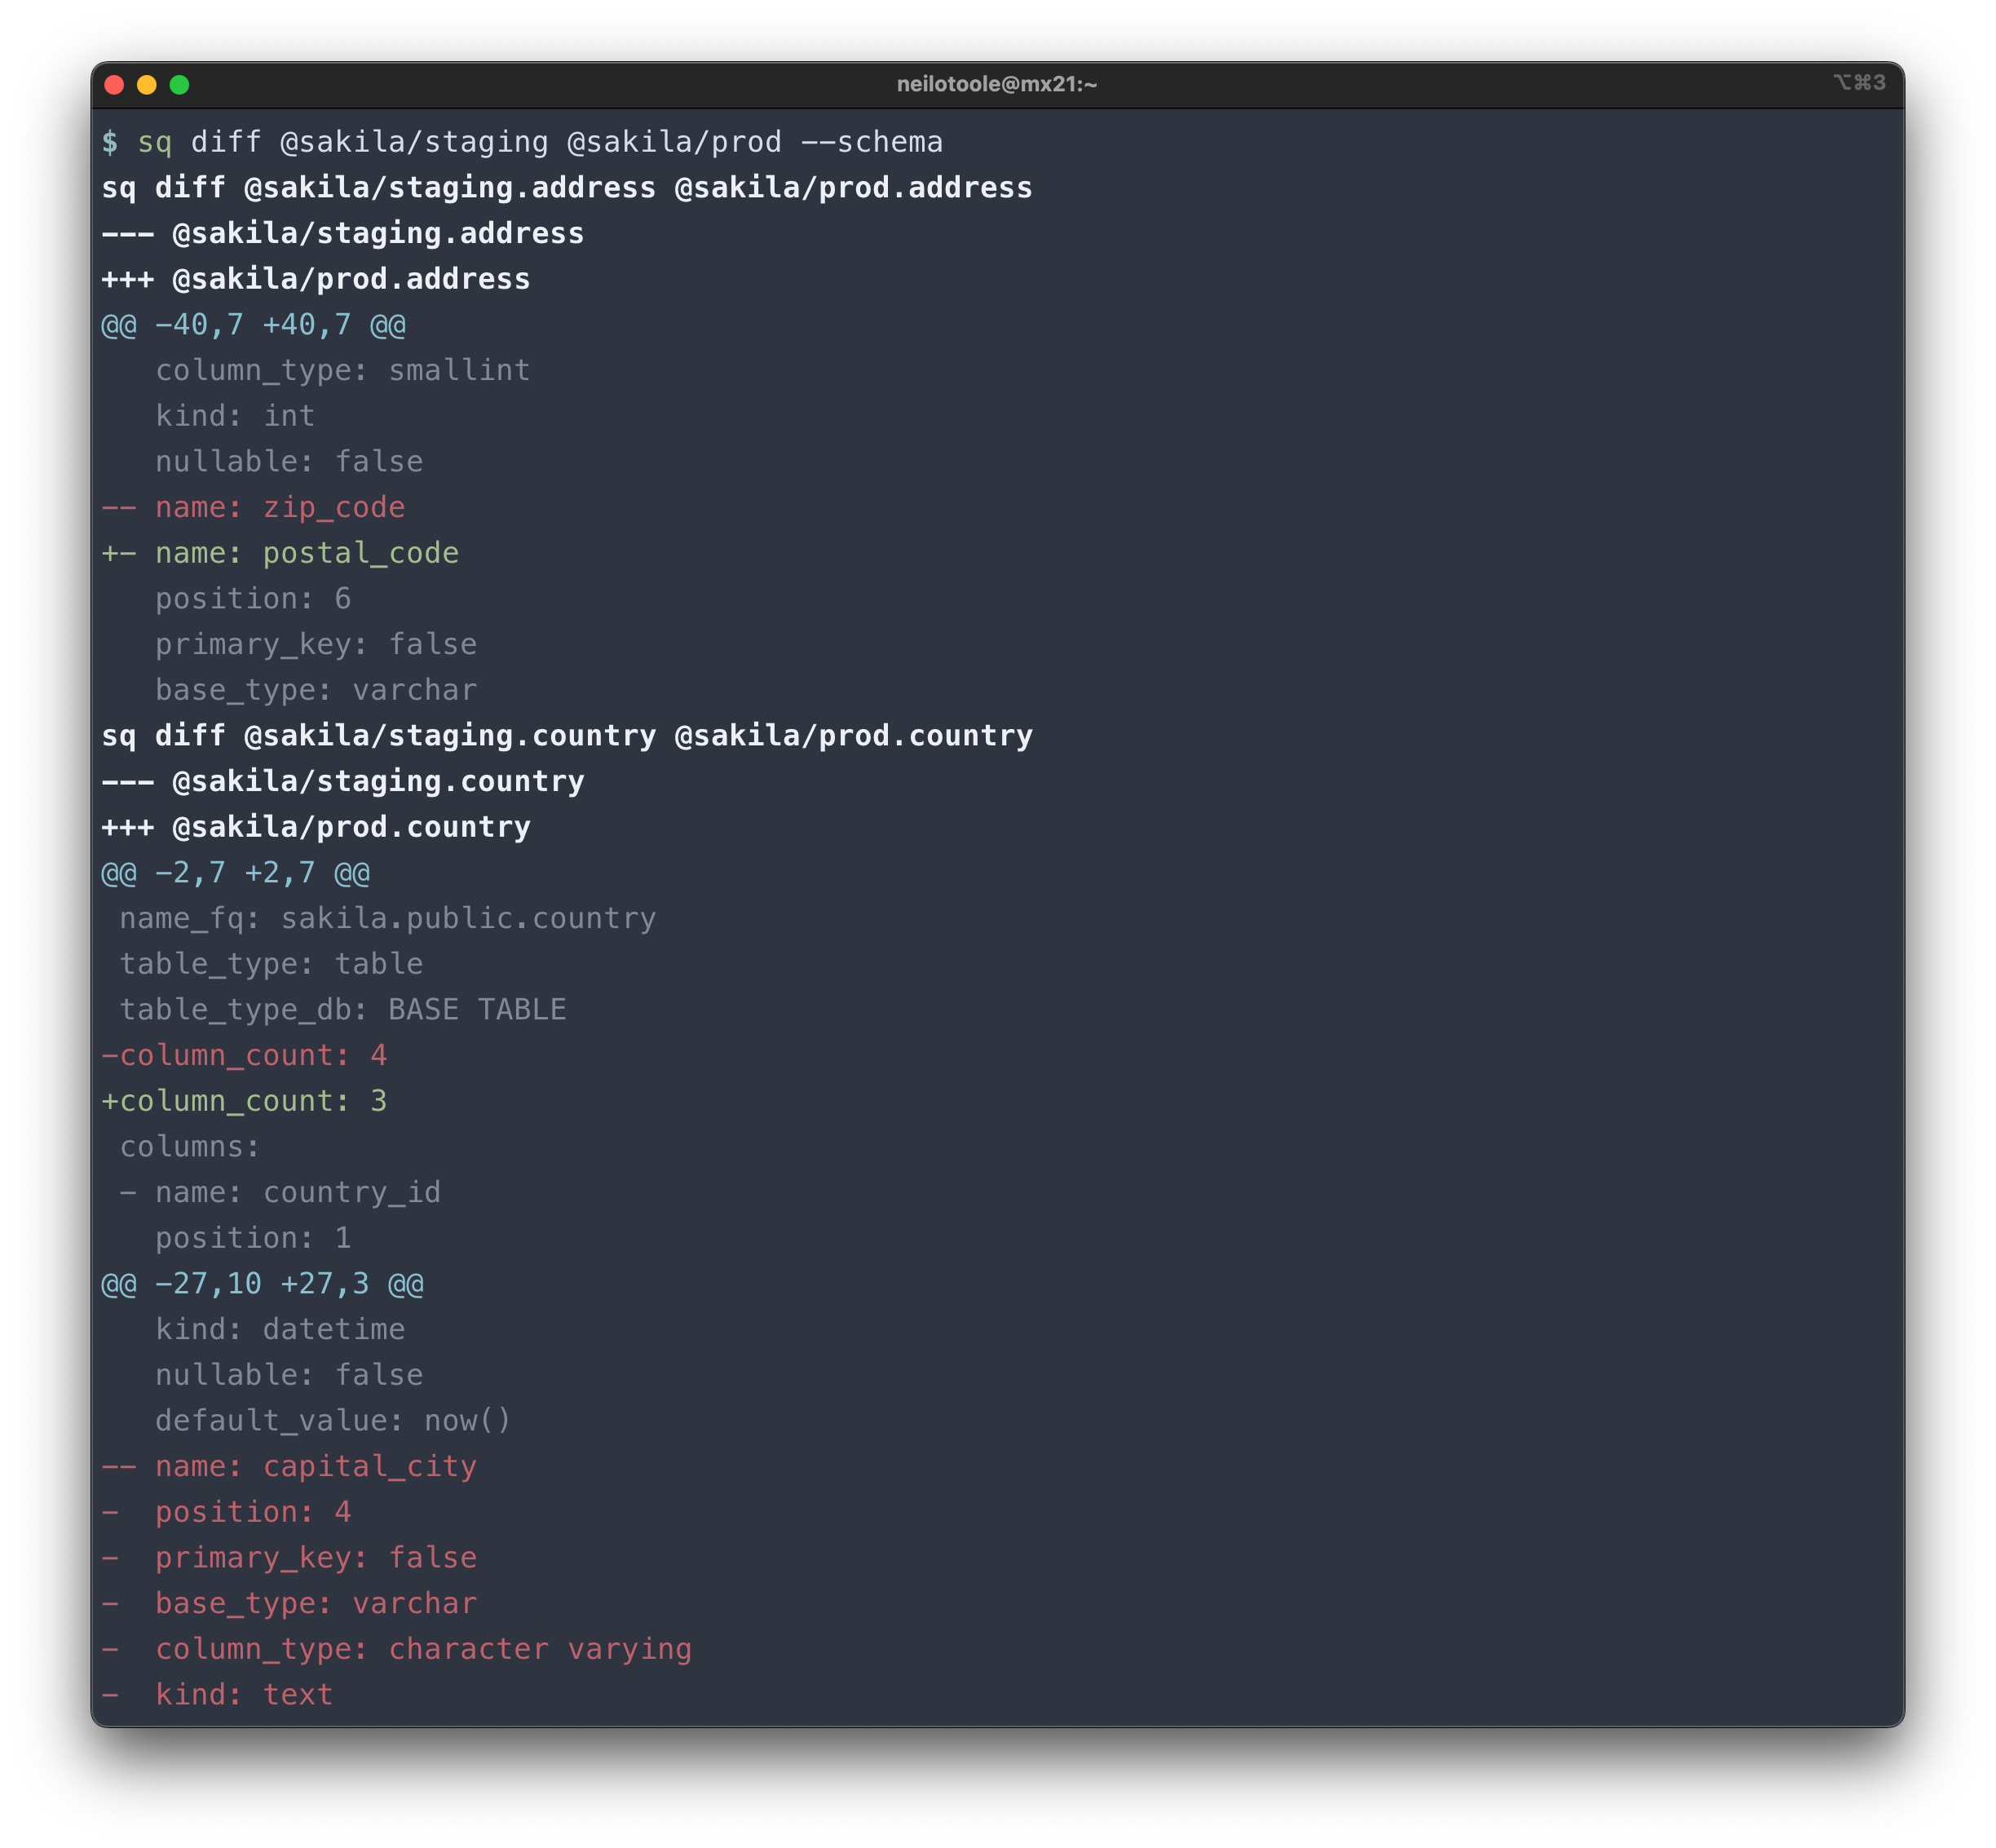 neilotoole@mx21:~
⌥⌘3
$ sq diff @sakila/staging @sakila/prod --schema
sq diff @sakila/staging.address @sakila/prod.address
--- @sakila/staging.address
+++ @sakila/prod.address
@@ -40,7 +40,7 @@
   column_type: smallint
   kind: int
   nullable: false
-- name: zip_code
+- name: postal_code
   position: 6
   primary_key: false
   base_type: varchar
sq diff @sakila/staging.country @sakila/prod.country
--- @sakila/staging.country
+++ @sakila/prod.country
@@ -2,7 +2,7 @@
 name_fq: sakila.public.country
 table_type: table
 table_type_db: BASE TABLE
-column_count: 4
+column_count: 3
 columns:
 - name: country_id
   position: 1
@@ -27,10 +27,3 @@
   kind: datetime
   nullable: false
   default_value: now()
-- name: capital_city
-  position: 4
-  primary_key: false
-  base_type: varchar
-  column_type: character varying
-  kind: text